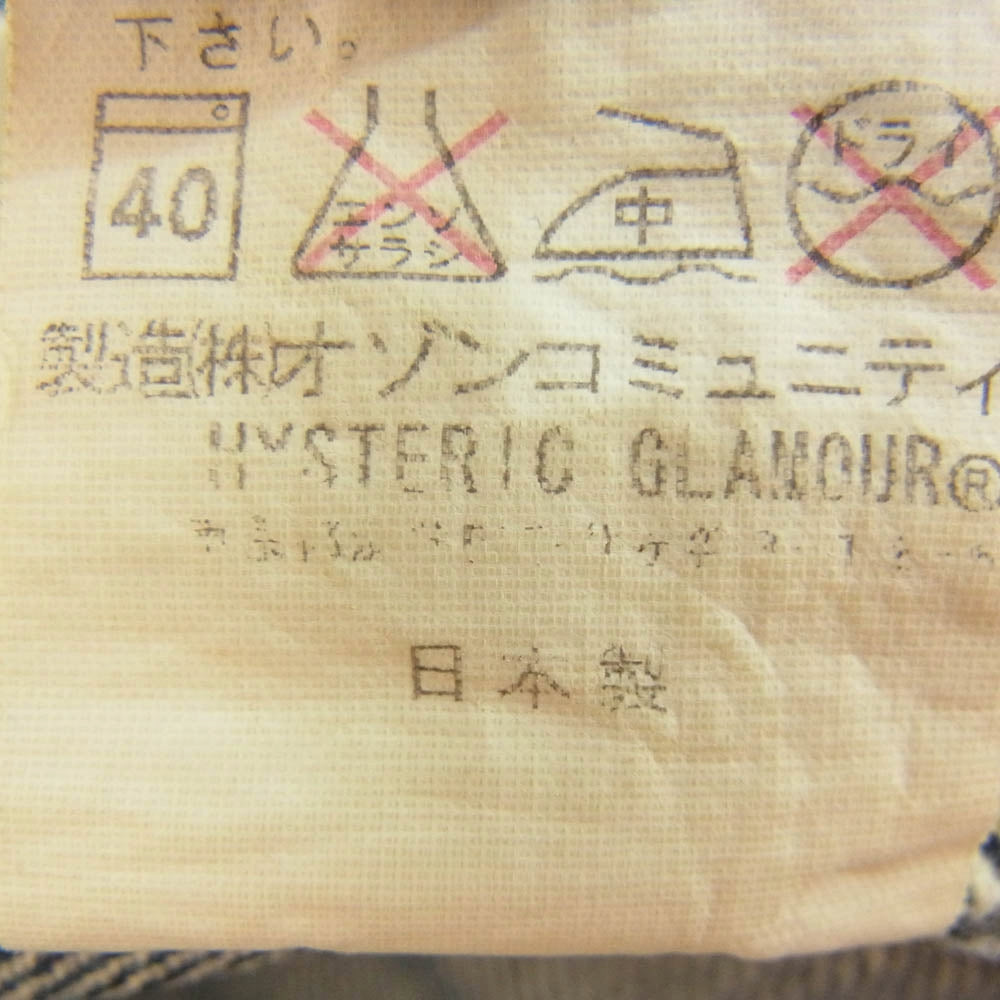 下さい。
40 エンソサラシ 中 ドライ
製造㈱オゾンコミュニティ
HYSTERIC GLAMOUR®
日本製